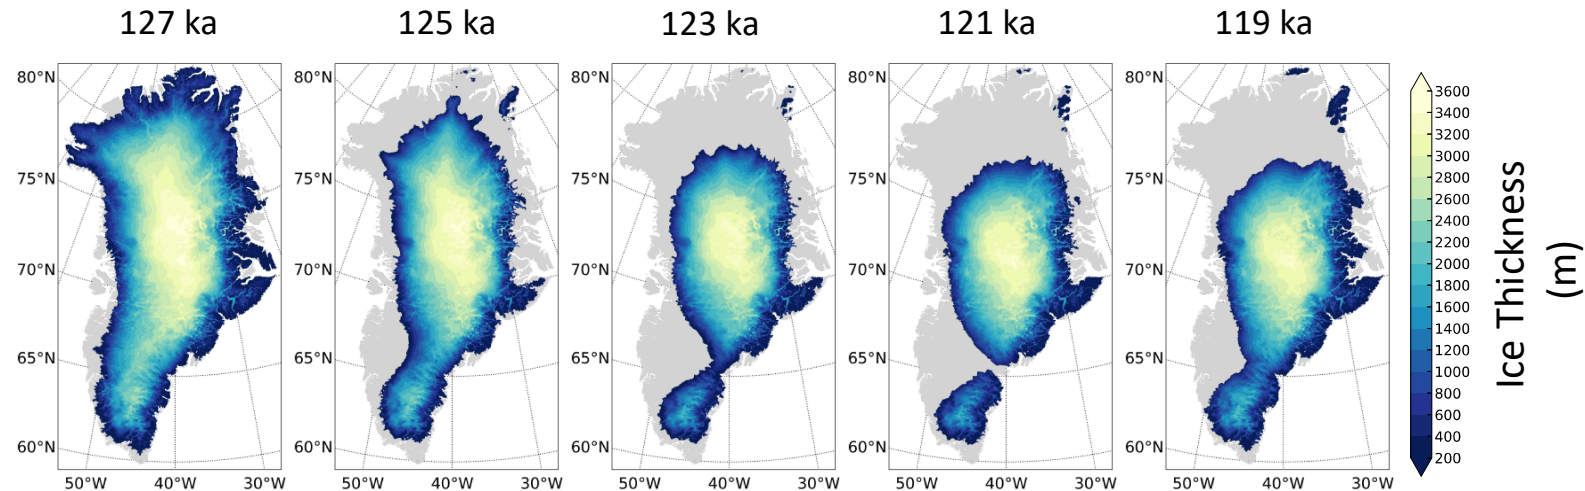 127 ka
125 ka
123 ka
121 ka
119 ka
80°N
75°N
70°N
65°N
60°N
50°W
40°W
30°W
80°N
75°N
70°N
65°N
60°N
50°W
40°W
30°W
80°N
75°N
70°N
65°N
60°N
50°W
40°W
30°W
80°N
75°N
70°N
65°N
60°N
50°W
40°W
30°W
80°N
75°N
70°N
65°N
60°N
50°W
40°W
30°W
3600
3400
3200
3000
2800
2600
2400
2200
2000
1800
1600
1400
1200
1000
800
600
400
200
Ice Thickness
(m)